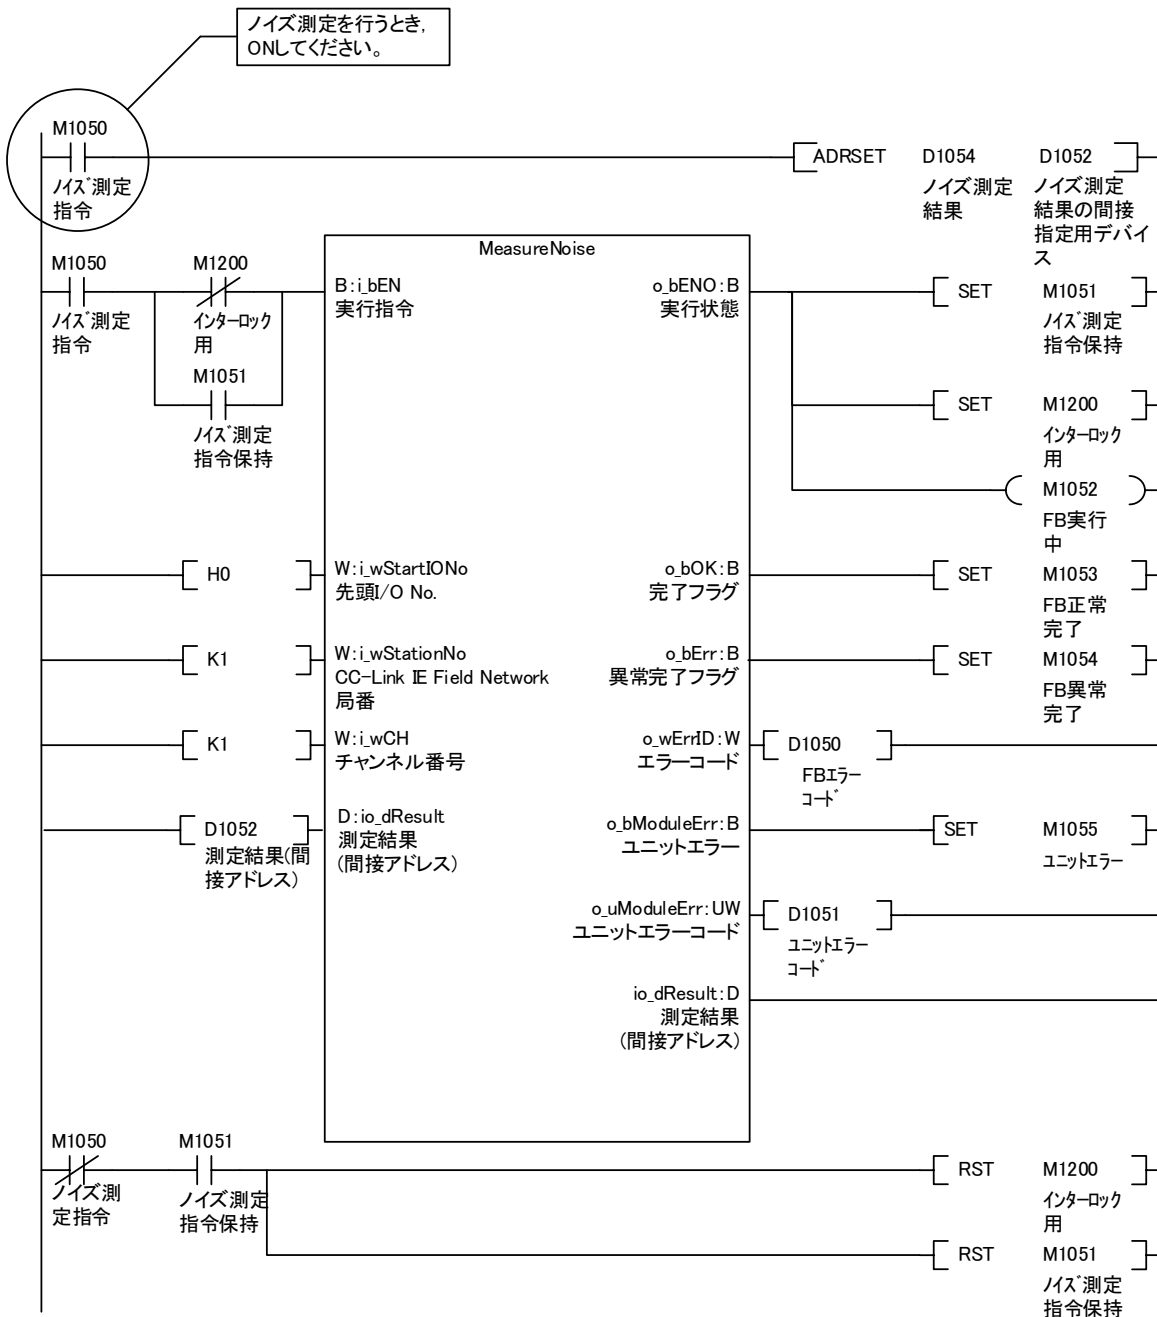 ノイズ測定を行うとき,
ONしてください。
M1050
ノイズ測定
指令
ADRSET D1054 D1052
ノイズ測定
結果
ノイズ測定
結果の間接
指定用デバイ
ス
M1050
ノイズ測定
指令
M1200
インターロック
用
M1051
ノイズ測定
指令保持
MeasureNoise
B:i_bEN
実行指令
o_bENO:B
実行状態
SET M1051
ノイズ測定
指令保持
SET M1200
インターロック
用
M1052
FB実行
中
H0
W:i_wStartIONo
先頭I/O No.
o_bOK:B
完了フラグ
SET M1053
FB正常
完了
K1
W:i_wStationNo
CC-Link IE Field Network
局番
o_bErr:B
異常完了フラグ
SET M1054
FB異常
完了
K1
W:i_wCH
チャンネル番号
o_wErrID:W
エラーコード
D1050
FBエラー
コード
D1052
測定結果(間
接アドレス)
D:io_dResult
測定結果
(間接アドレス)
o_bModuleErr:B
ユニットエラー
SET M1055
ユニットエラー
o_uModuleErr:UW
ユニットエラーコード
D1051
ユニットエラー
コード
io_dResult:D
測定結果
(間接アドレス)
M1050
ノイズ測
定指令
M1051
ノイズ測定
指令保持
RST M1200
インターロック
用
RST M1051
ノイズ測定
指令保持